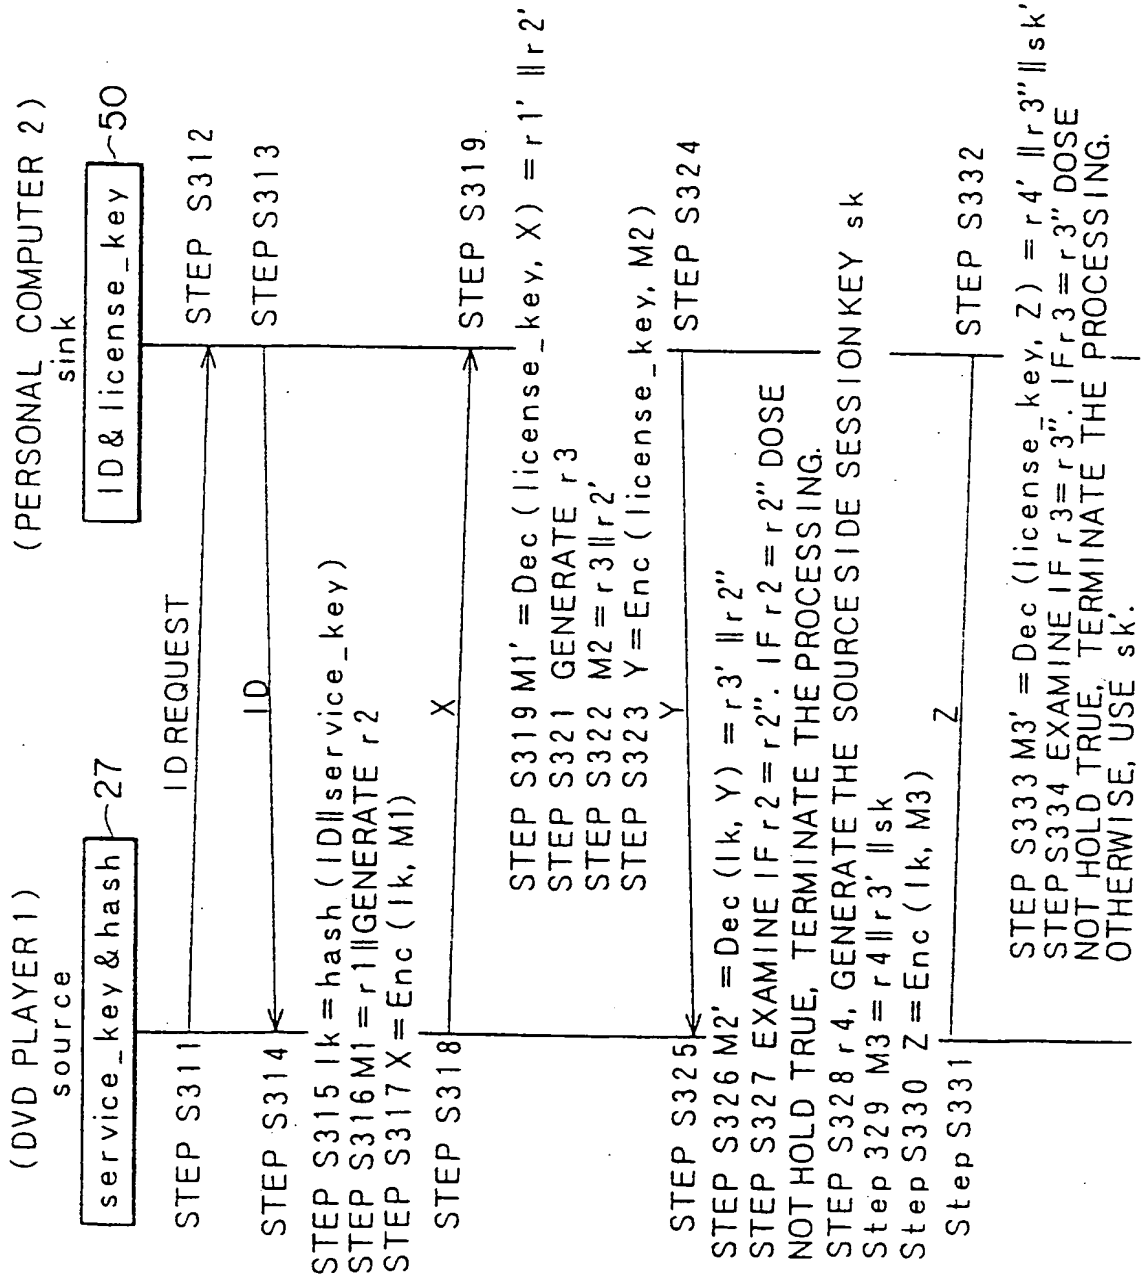 (DVD PLAYER 1)
source
(PERSONAL COMPUTER 2)
sink
service_key & hash
27
ID & license_key
50
STEP S311
ID REQUEST
STEP S312
STEP S313
ID
STEP S314
STEP S315 lk = hash (ID||service_key)
STEP S316 M1 = r1||GENERATE r2
STEP S317 X = Enc (lk, M1)
STEP S318
X
STEP S319
STEP S319 M1' = Dec (license_key, X) = r1' ||r2'
STEP S321 GENERATE r3
STEP S322 M2 = r3||r2'
STEP S323 Y = Enc (license_key, M2)
STEP S324
Y
STEP S325
STEP S326 M2' = Dec (lk, Y) = r3' ||r2"
STEP S327 EXAMINE IF r2 = r2". IF r2 = r2" DOSE
NOT HOLD TRUE, TERMINATE THE PROCESSING.
STEP S328 r4, GENERATE THE SOURCE SIDE SESSION KEY sk
Step 329 M3 = r4||r3' ||sk
Step S330 Z = Enc (lk, M3)
Step S331
Z
STEP S332
STEP S333 M3' = Dec (license_key, Z) = r4' ||r3"||sk'
STEP S334 EXAMINE IF r3 = r3". IF r3 = r3" DOSE
NOT HOLD TRUE, TERMINATE THE PROCESSING.
OTHERWISE, USE sk'.